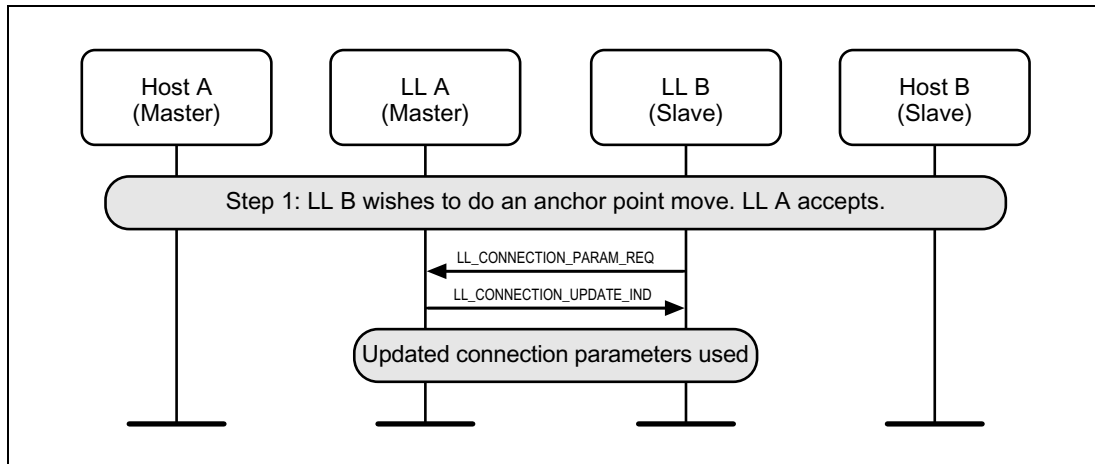 Host A
(Master)
LL A
(Master)
LL B
(Slave)
Host B
(Slave)
Step 1: LL B wishes to do an anchor point move. LL A accepts.
LL_CONNECTION_PARAM_REQ
LL_CONNECTION_UPDATE_IND
Updated connection parameters used